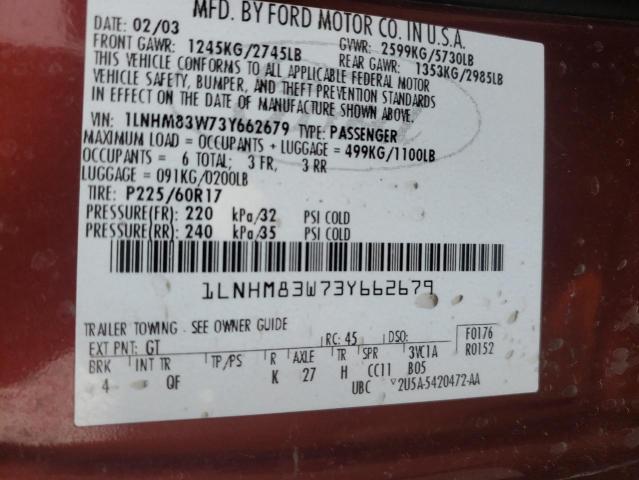 MFD. BY FORD MOTOR CO. IN U.S.A.
DATE: 02/03 GVWR: 2599KG/5730LB
FRONT GAWR: 1245KG/2745LB REAR GAWR: 1353KG/2985LB
THIS VEHICLE CONFORMS TO ALL APPLICABLE FEDERAL MOTOR
VEHICLE SAFETY, BUMPER, AND THEFT PREVENTION STANDARDS
IN EFFECT ON THE DATE OF MANUFACTURE SHOWN ABOVE.
VIN: 1LNHM83W73Y662679 TYPE: PASSENGER
MAXIMUM LOAD = OCCUPANTS + LUGGAGE = 499KG/1100LB
OCCUPANTS = 6 TOTAL; 3 FR, 3 RR
LUGGAGE = 091KG/0200LB
TIRE: P225/60R17
PRESSURE(FR) 220 kPa/32 PSI COLD
PRESSURE(RR) 240 kPa/35 PSI COLD
1LNHM83W73Y662679
TRAILER TOWING - SEE OWNER GUIDE
EXT PNT: GT RC: 45 DSO: F0176
BRK INT TR TP/PS R AXLE TR SPR 3VC1A R0152
4 QF K 27 H CC11 B05
UBC 2U5A-5420472-AA